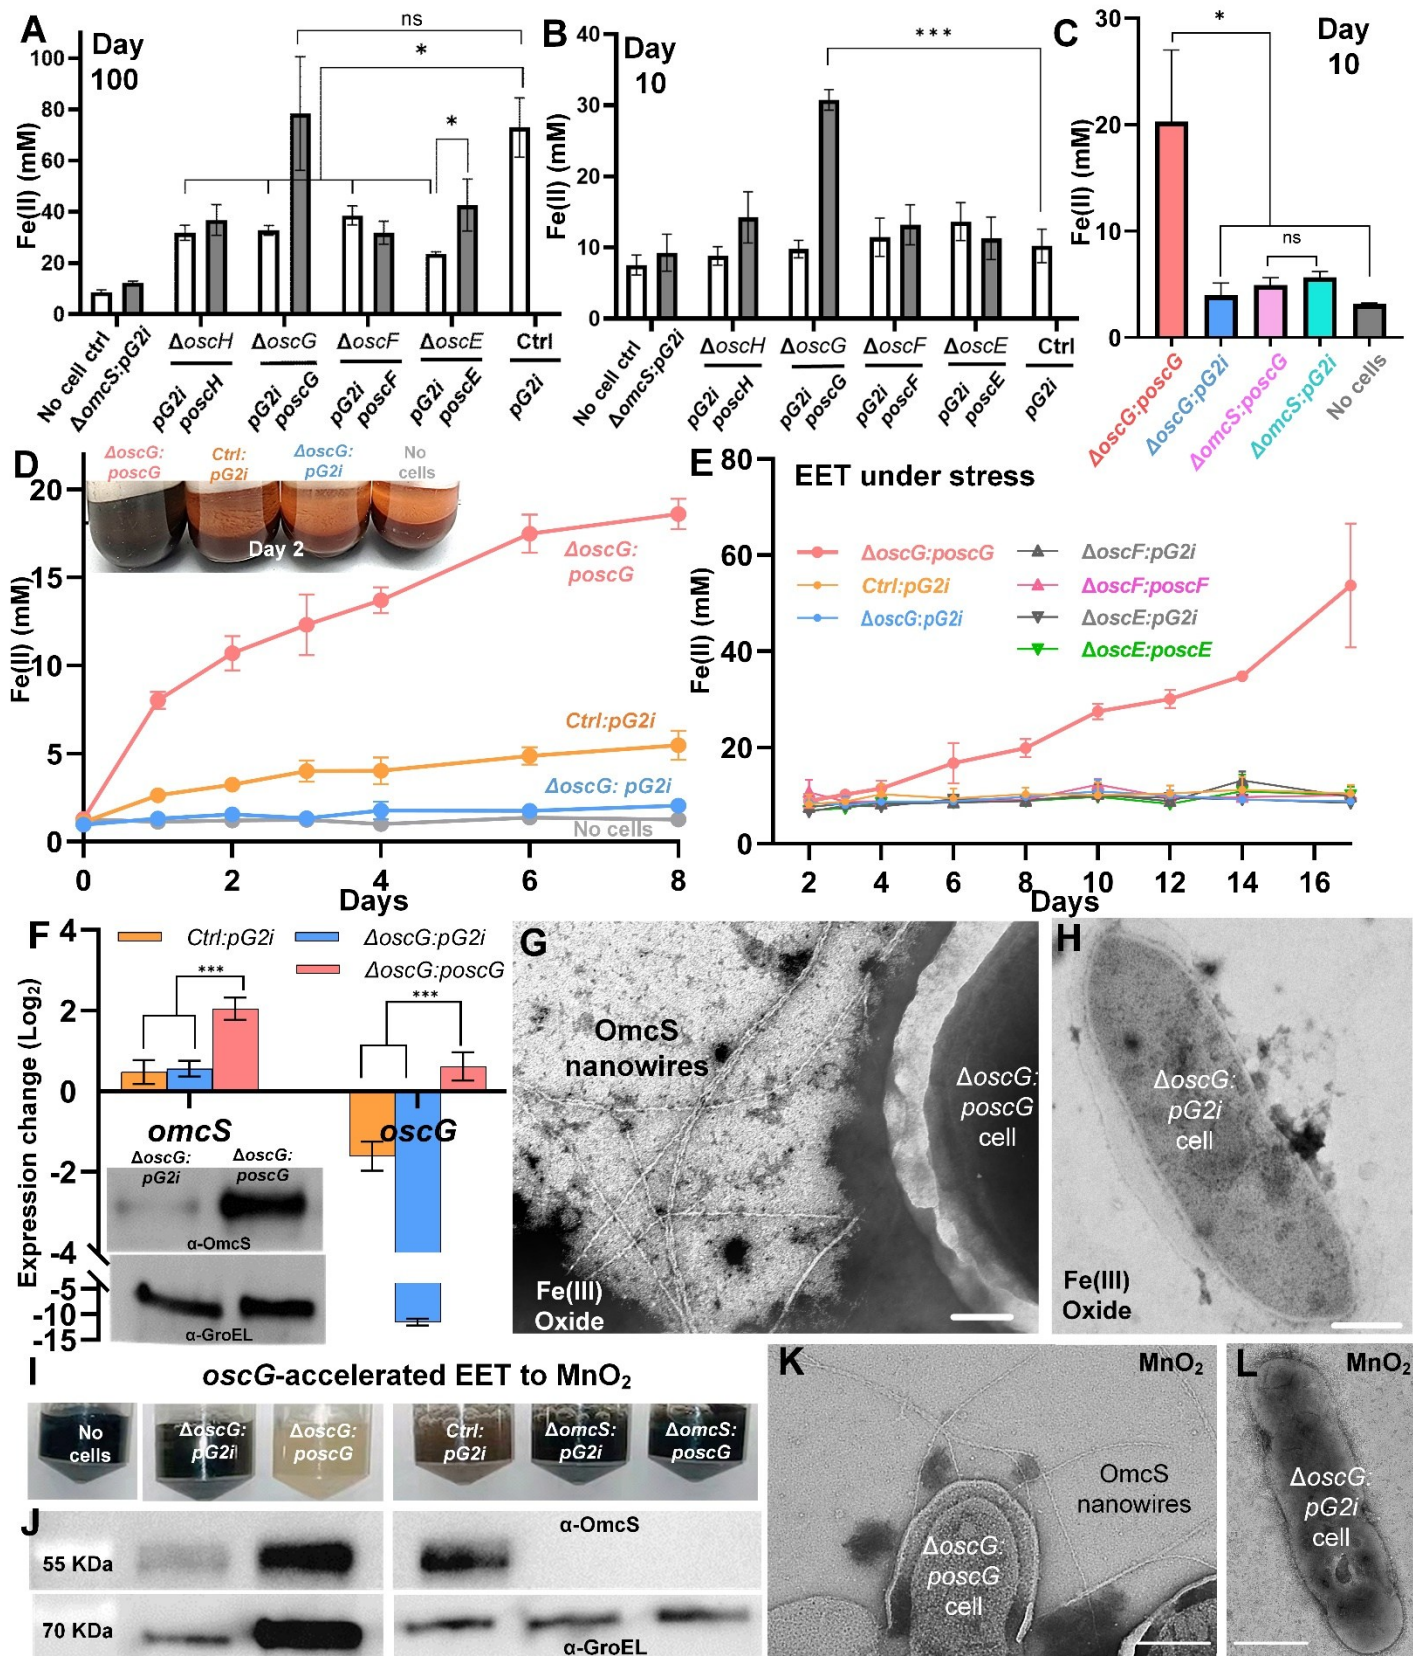 A
Day
100
Fe(II) (mM)
100
80
60
40
20
0
ns
*
*
No cell ctrl
ΔomcS:pG2i
ΔoscH
pG2i
poscH
ΔoscG
pG2i
poscG
ΔoscF
pG2i
poscF
ΔoscE
pG2i
poscE
Ctrl
pG2i
B
Day
10
Fe(II) (mM)
40
30
20
10
0
***
No cell ctrl
ΔomcS:pG2i
ΔoscH
pG2i
poscH
ΔoscG
pG2i
poscG
ΔoscF
pG2i
poscF
ΔoscE
pG2i
poscE
Ctrl
pG2i
C
Day
10
Fe(II) (mM)
30
20
10
0
*
ns
ΔoscG:poscG
ΔoscG:pG2i
ΔomcS:poscG
ΔomcS:pG2i
No cells
D
ΔoscG:
poscG
Ctrl:
pG2i
ΔoscG:
pG2i
No
cells
Day 2
Fe(II) (mM)
20
15
10
5
0
ΔoscG:
poscG
Ctrl:pG2i
ΔoscG: pG2i
No cells
0 2 4 6 8
Days
E
EET under stress
Fe(II) (mM)
80
60
40
20
0
ΔoscG:poscG
Ctrl:pG2i
ΔoscG:pG2i
ΔoscF:pG2i
ΔoscF:poscF
ΔoscE:pG2i
ΔoscE:poscE
2 4 6 8 10 12 14 16
Days
F
Expression change (Log2)
4
2
0
-2
-4
-5
-10
-15
Ctrl:pG2i
ΔoscG:pG2i
ΔoscG:poscG
***
***
omcS
oscG
ΔoscG:
pG2i
ΔoscG:
poscG
α-OmcS
α-GroEL
G
OmcS
nanowires
ΔoscG:
poscG
cell
Fe(III)
Oxide
H
ΔoscG:
pG2i
cell
Fe(III)
Oxide
I
oscG-accelerated EET to MnO2
No
cells
ΔoscG:
pG2i
ΔoscG:
poscG
Ctrl:
pG2i
ΔomcS:
pG2i
ΔomcS:
poscG
J
55 KDa
α-OmcS
70 KDa
α-GroEL
K
MnO2
OmcS
nanowires
ΔoscG:
poscG
cell
L
MnO2
ΔoscG:
pG2i
cell